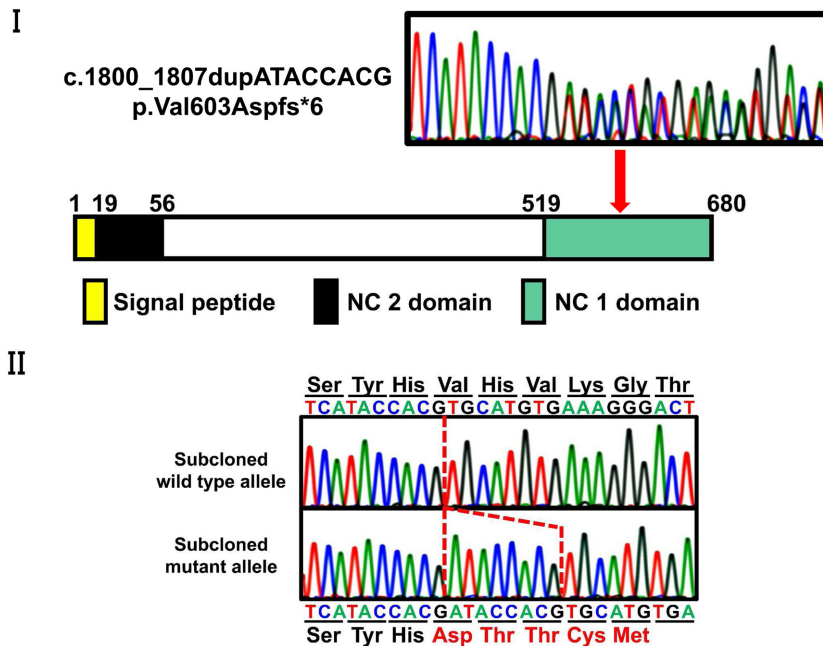 I
c.1800_1807dupATACCACG
p.Val603Aspfs*6
1 19 56 519 680
Signal peptide NC 2 domain NC 1 domain
II
Ser Tyr His Val His Val Lys Gly Thr
TCATACCACGTGCATGTGAAAGGGACT
Subcloned
wild type allele
Subcloned
mutant allele
TCATACCACGATACCACGTGCATGTGA
Ser Tyr His Asp Thr Thr Cys Met